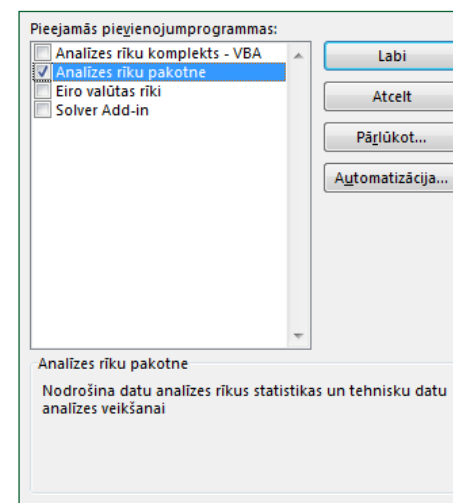 Pieejamās pievienojumprogrammas:
Analīzes rīku komplekts - VBA
Analīzes rīku pakotne
Eiro valūtas rīki
Solver Add-in
Labi
Atcelt
Pārlūkot...
Automatizācija...
Analīzes rīku pakotne
Nodrošina datu analīzes rīkus statistikas un tehnisku datu
analīzes veikšanai